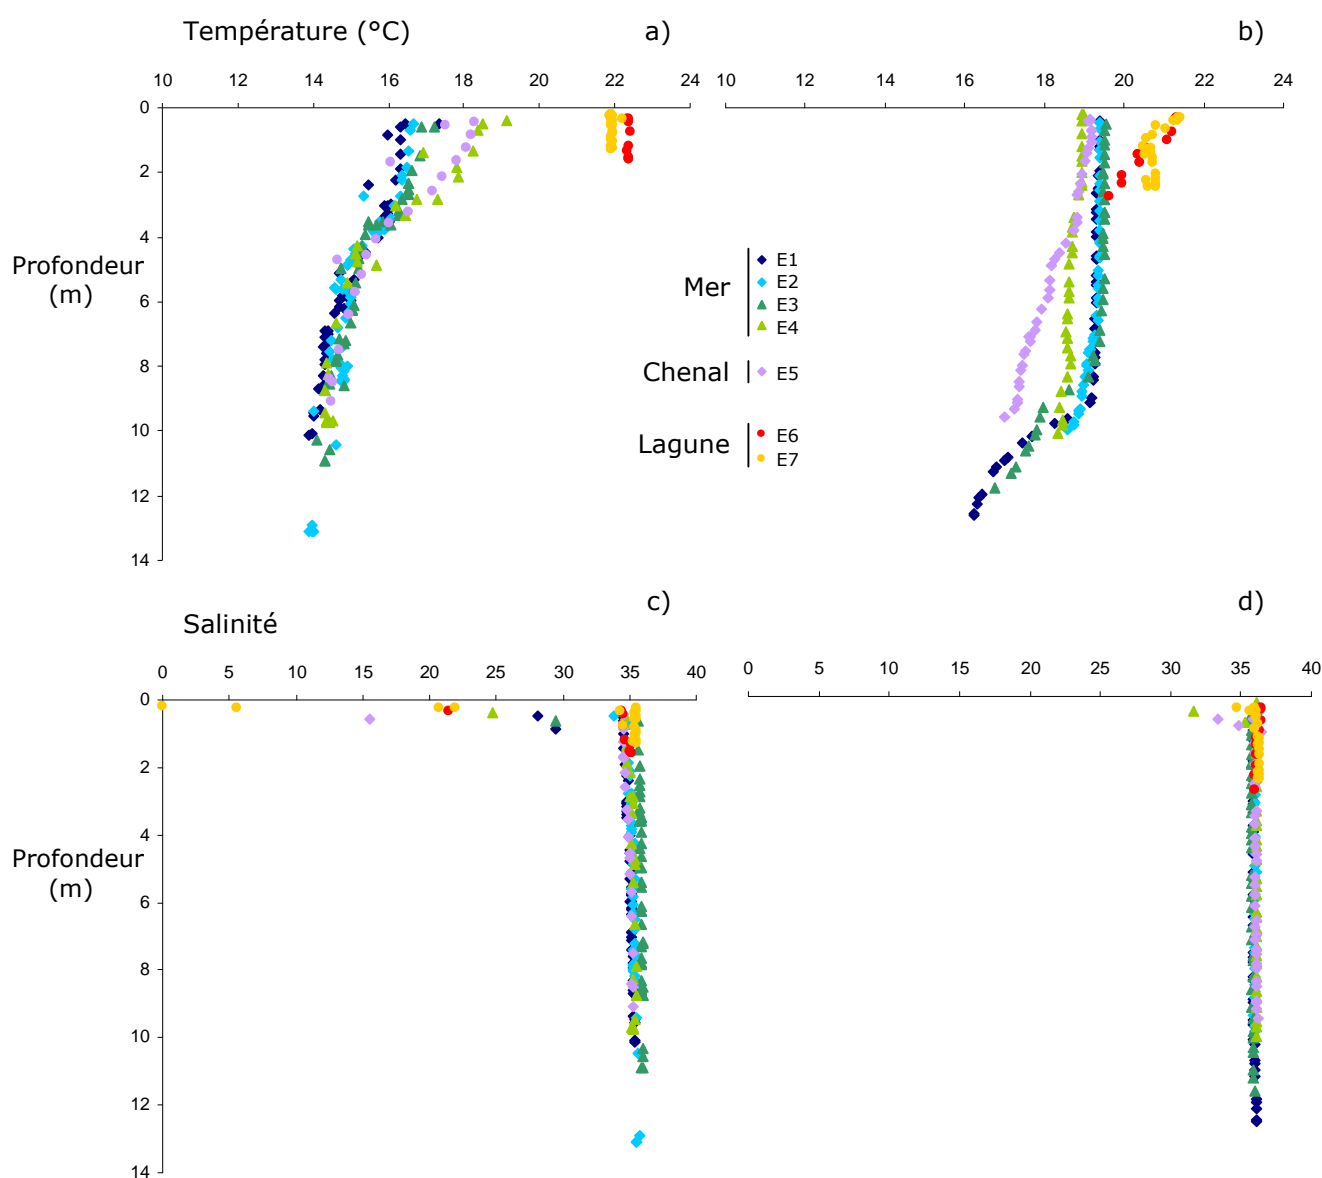 Température (°C)
a)
b)
10 12 14 16 18 20 22 24
10 12 14 16 18 20 22 24
0
2
4
6
8
10
12
14
Profondeur
(m)
Mer
E1
E2
E3
E4
Chenal
E5
Lagune
E6
E7
Salinité
c)
d)
0 5 10 15 20 25 30 35 40
0 5 10 15 20 25 30 35 40
0
2
4
6
8
10
12
14
Profondeur
(m)